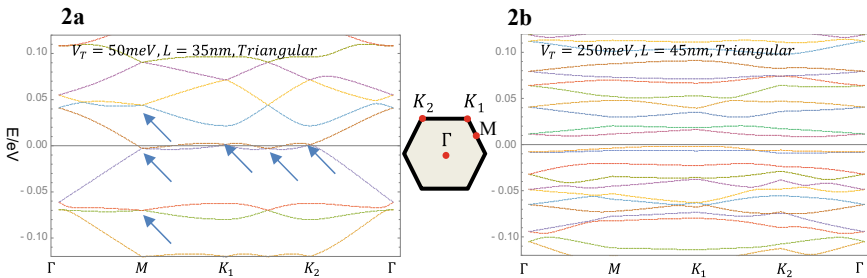 2a
V_T = 50meV, L = 35nm, Triangular
E/eV
0.10
0.05
0.00
- 0.05
- 0.10
Γ M K_1 K_2 Γ
K_2 K_1
Γ M
2b
V_T = 250meV, L = 45nm, Triangular
0.10
0.05
0.00
- 0.05
- 0.10
Γ M K_1 K_2 Γ